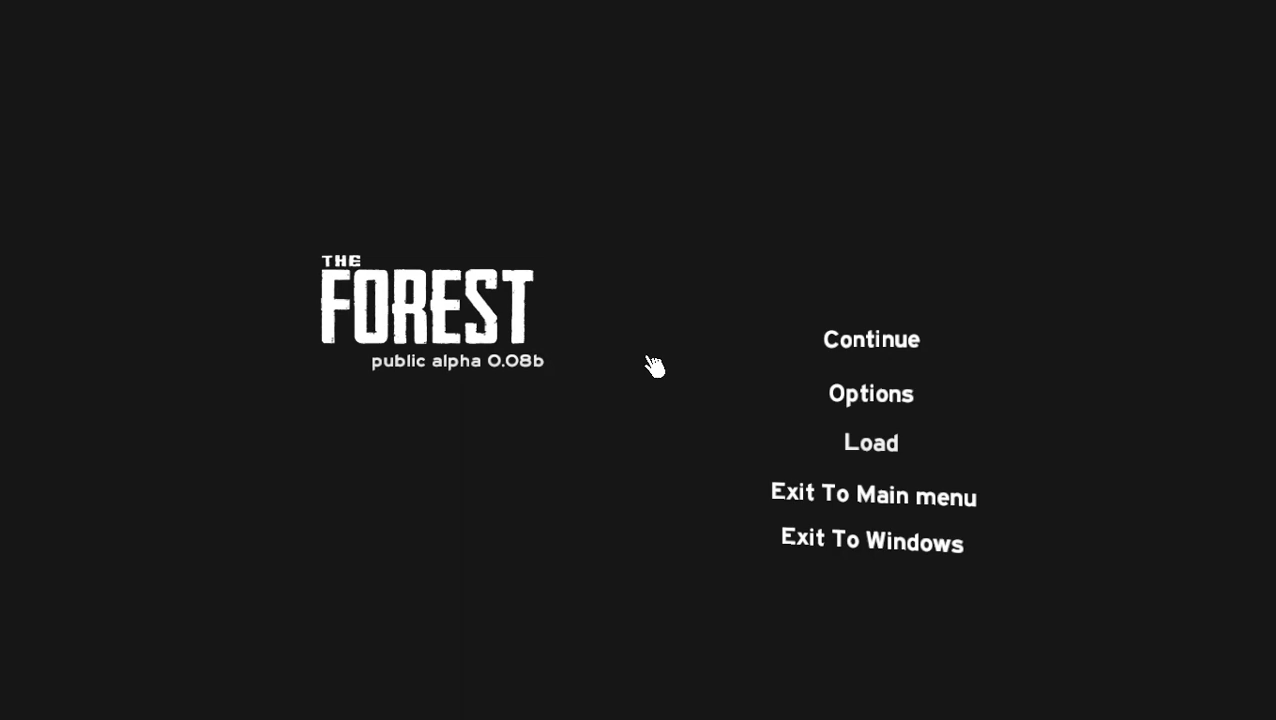 THE
FOREST
public alpha 0.08b
Continue
Options
Load
Exit To Main menu
Exit To Windows